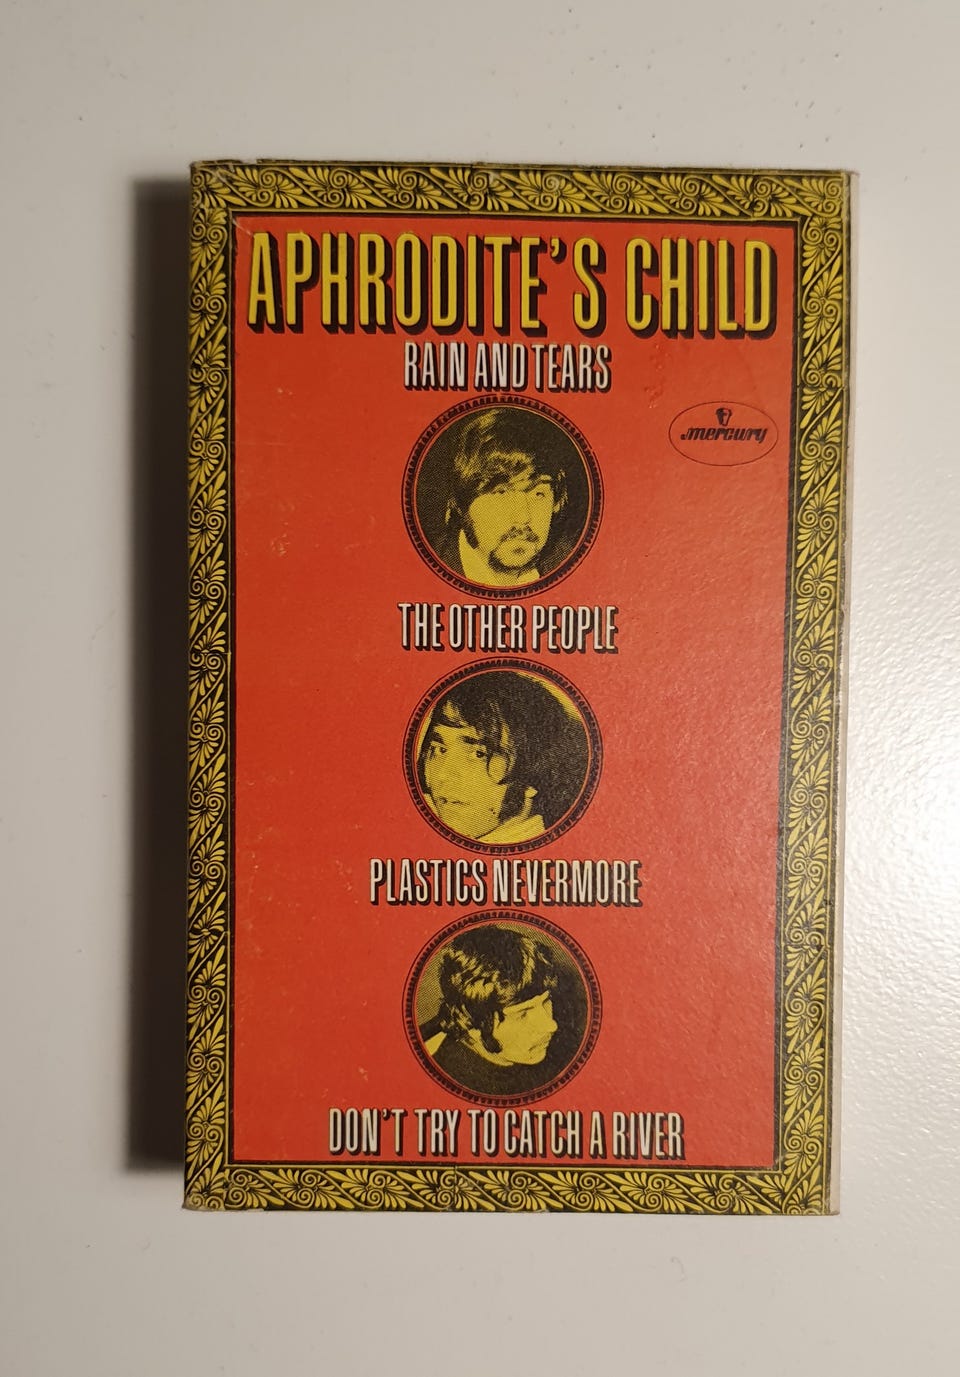 APHRODITE'S CHILD
RAIN AND TEARS
mercury
THE OTHER PEOPLE
PLASTICS NEVERMORE
DON'T TRY TO CATCH A RIVER